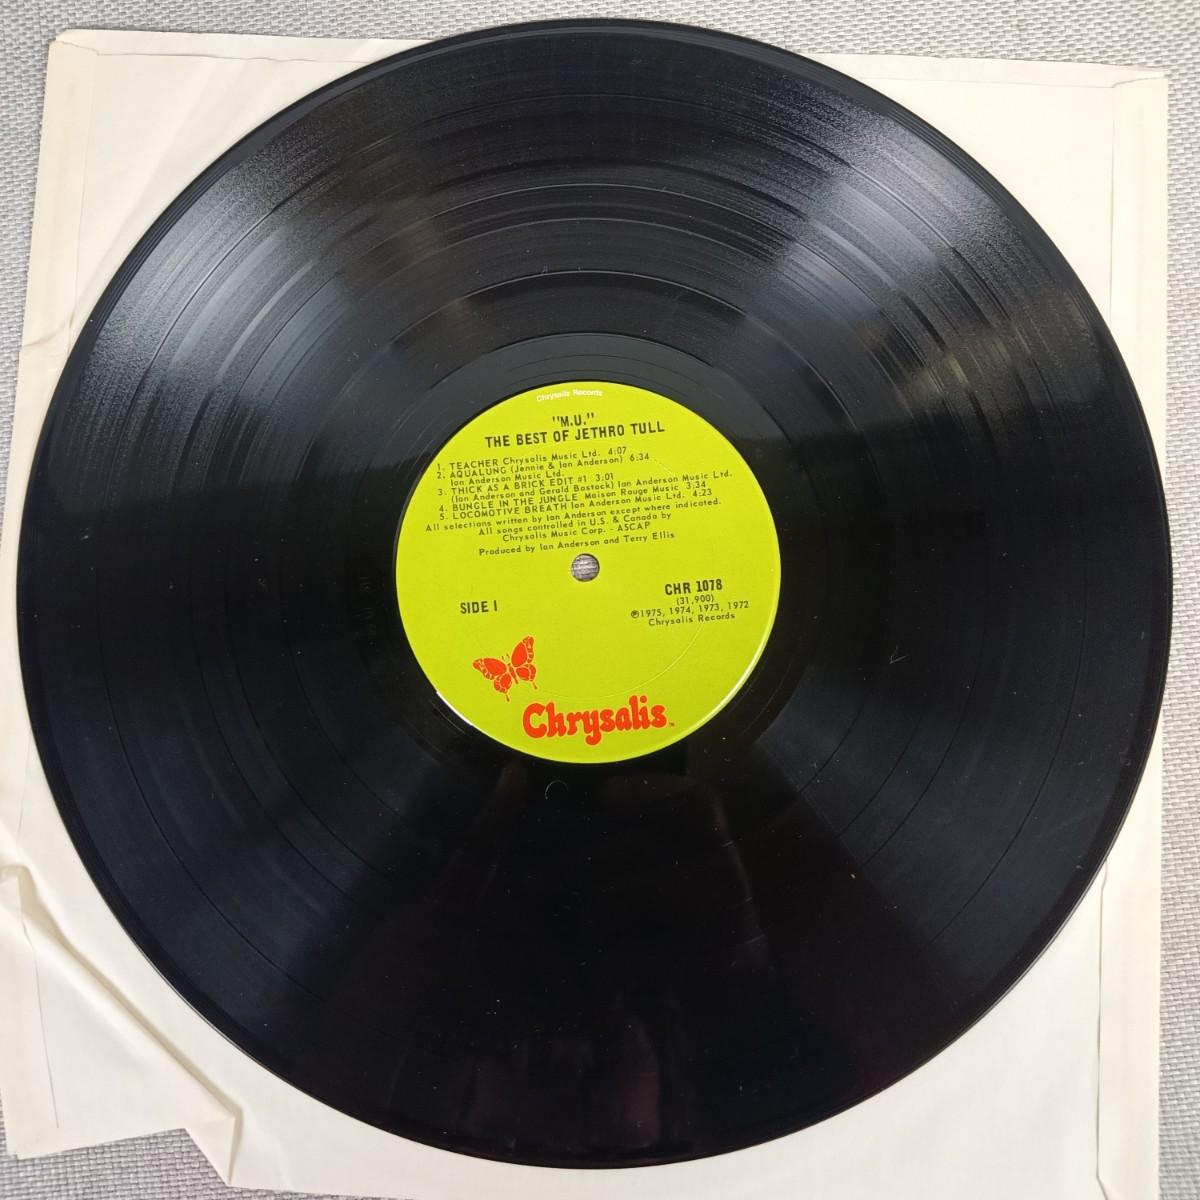 Chrysalis Records
"M.U."
THE BEST OF JETHRO TULL
1. TEACHER Chrysalis Music Ltd. 4:07
2. AQUALUNG (Jennie & Ian Anderson) 6:34
Ian Anderson Music Ltd.
3. THICK AS A BRICK EDIT #1 3:01
(Ian Anderson and Gerald Bostock) Ian Anderson Music Ltd.
4. BUNGLE IN THE JUNGLE Maison Rouge Music 3:34
5. LOCOMOTIVE BREATH Ian Anderson Music Ltd. 4:23
All selections written by Ian Anderson except where indicated.
All songs controlled in U.S. & Canada by
Chrysalis Music Corp. - ASCAP
Produced by Ian Anderson and Terry Ellis
SIDE I
CHR 1078
(31,900)
℗1975, 1974, 1973, 1972
Chrysalis Records
Chrysalis™